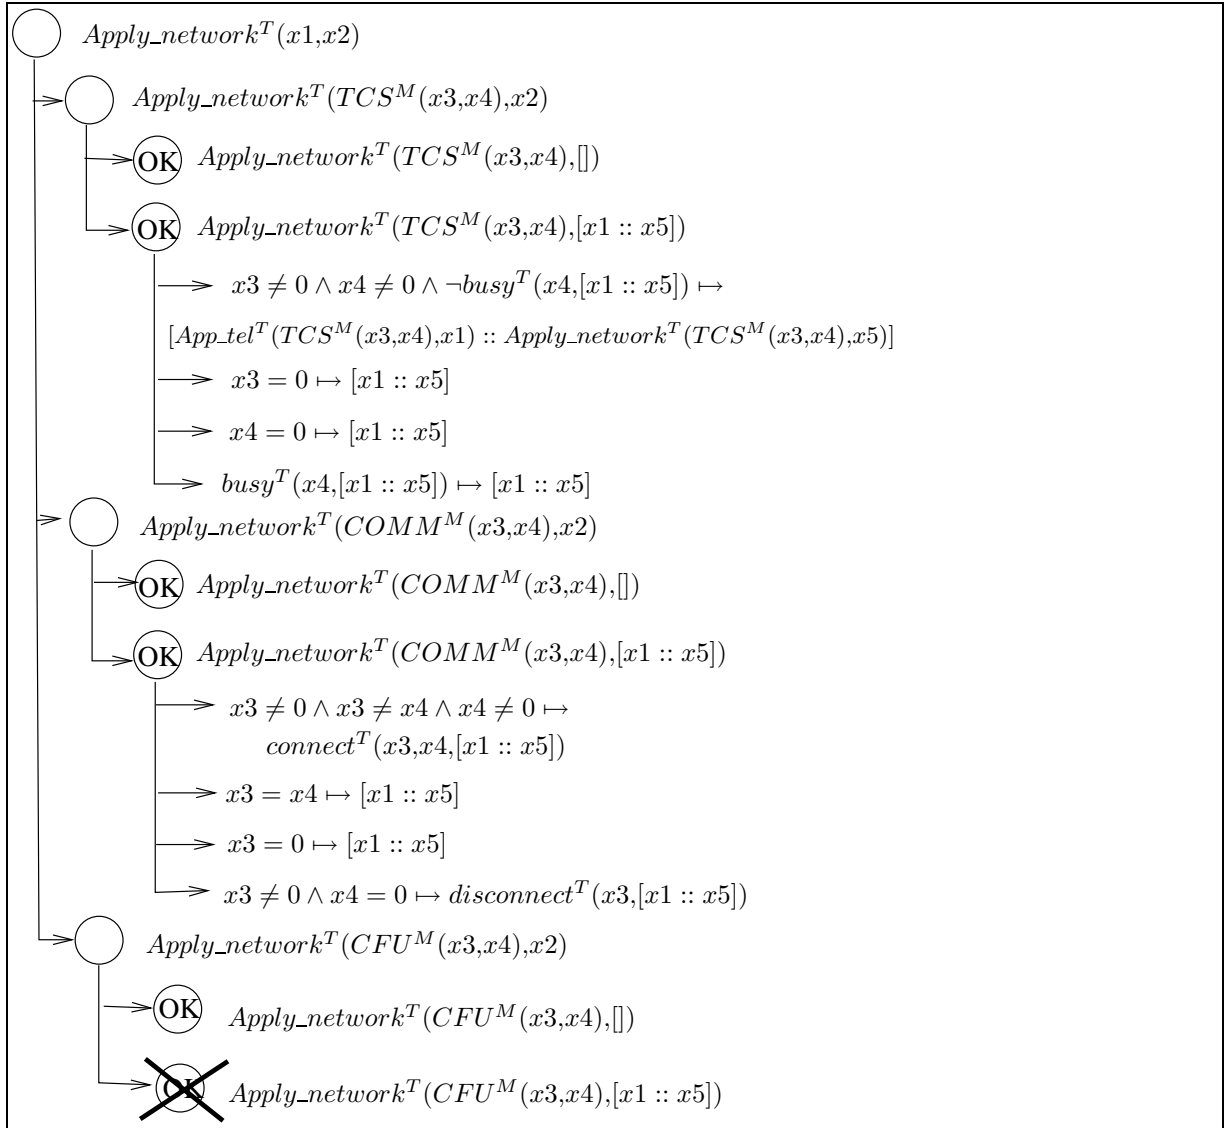 Apply_network^T(x1,x2)
Apply_network^T(TCS^M(x3,x4),x2)
OK Apply_network^T(TCS^M(x3,x4),[])
OK Apply_network^T(TCS^M(x3,x4),[x1 :: x5])
x3 ≠ 0 ∧ x4 ≠ 0 ∧ ¬busy^T(x4,[x1 :: x5]) ↦
[App_tel^T(TCS^M(x3,x4),x1) :: Apply_network^T(TCS^M(x3,x4),x5)]
x3 = 0 ↦ [x1 :: x5]
x4 = 0 ↦ [x1 :: x5]
busy^T(x4,[x1 :: x5]) ↦ [x1 :: x5]
Apply_network^T(COMM^M(x3,x4),x2)
OK Apply_network^T(COMM^M(x3,x4),[])
OK Apply_network^T(COMM^M(x3,x4),[x1 :: x5])
x3 ≠ 0 ∧ x3 ≠ x4 ∧ x4 ≠ 0 ↦
connect^T(x3,x4,[x1 :: x5])
x3 = x4 ↦ [x1 :: x5]
x3 = 0 ↦ [x1 :: x5]
x3 ≠ 0 ∧ x4 = 0 ↦ disconnect^T(x3,[x1 :: x5])
Apply_network^T(CFU^M(x3,x4),x2)
OK Apply_network^T(CFU^M(x3,x4),[])
OK Apply_network^T(CFU^M(x3,x4),[x1 :: x5])